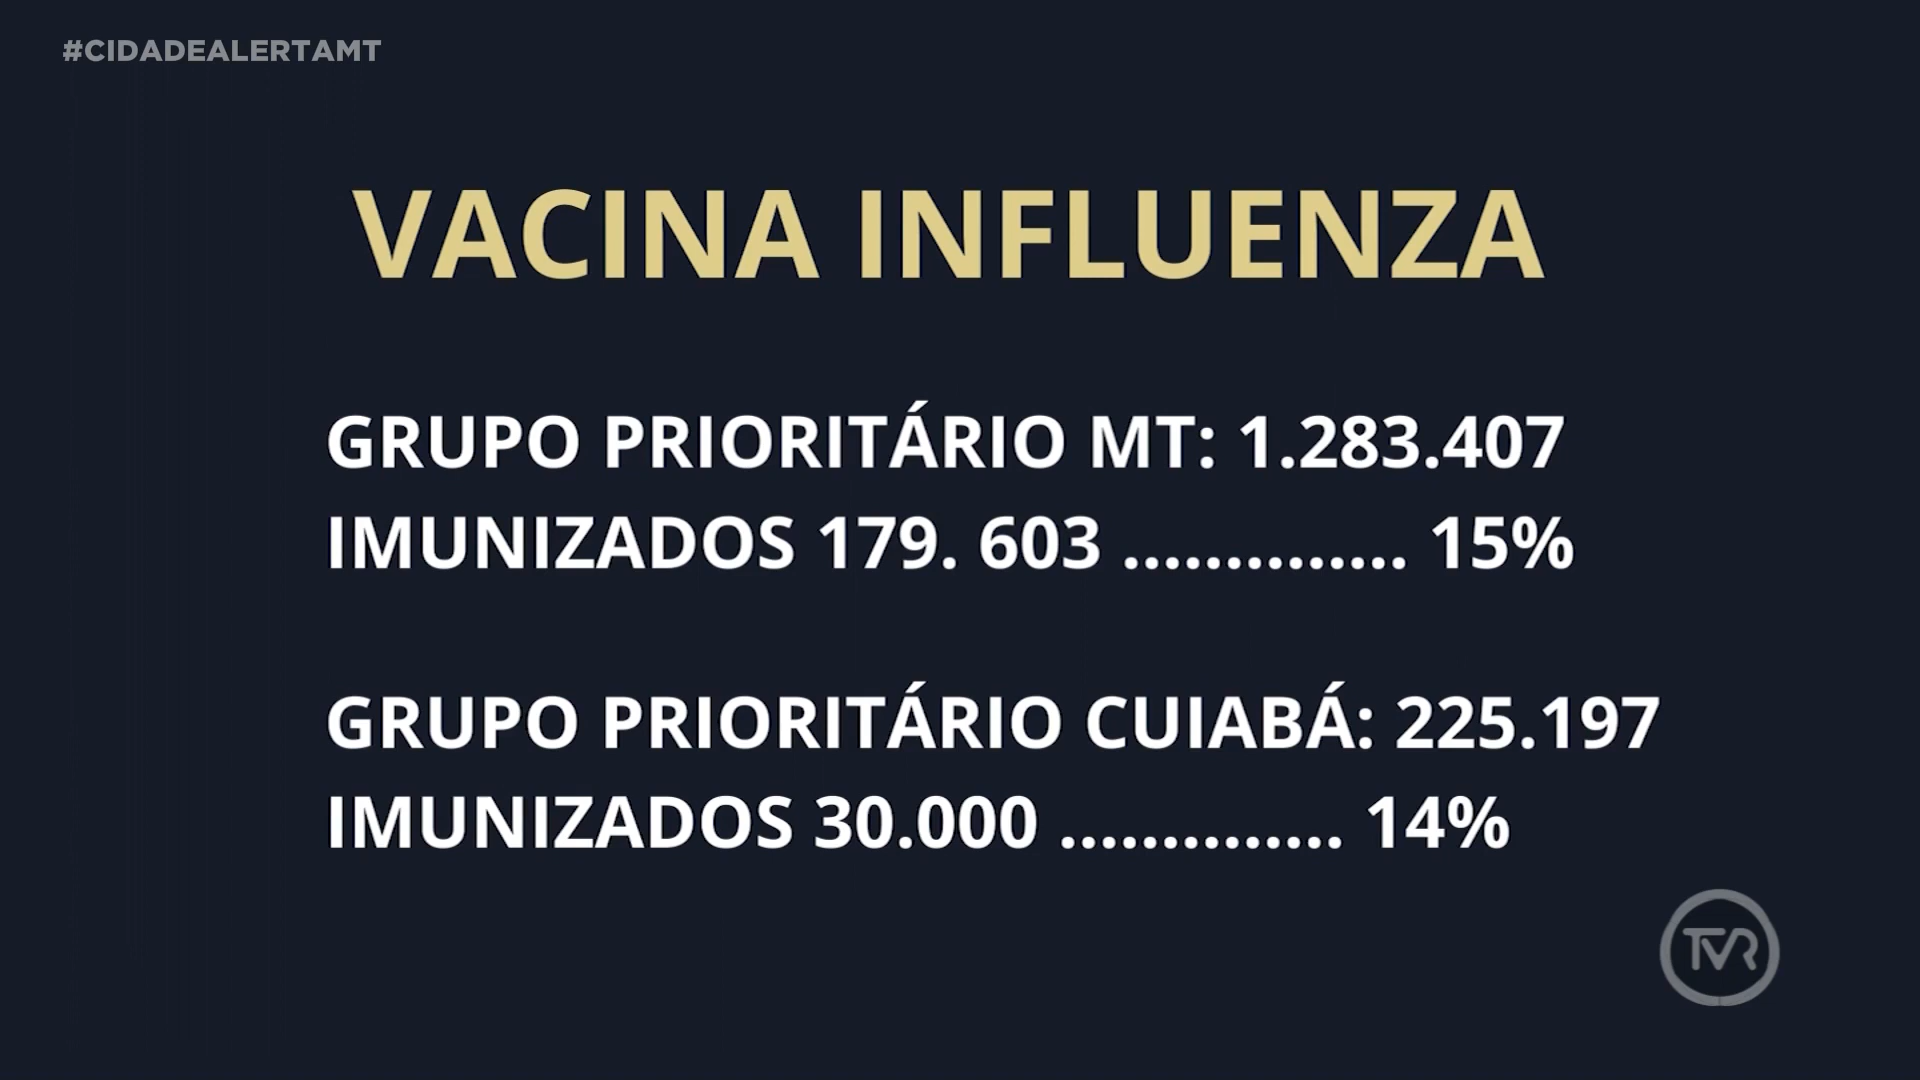 #CIDADEALERTAMT
VACINA INFLUENZA
GRUPO PRIORITÁRIO MT: 1.283.407
IMUNIZADOS 179. 603 .............. 15%
GRUPO PRIORITÁRIO CUIABÁ: 225.197
IMUNIZADOS 30.000 .............. 14%
TVR